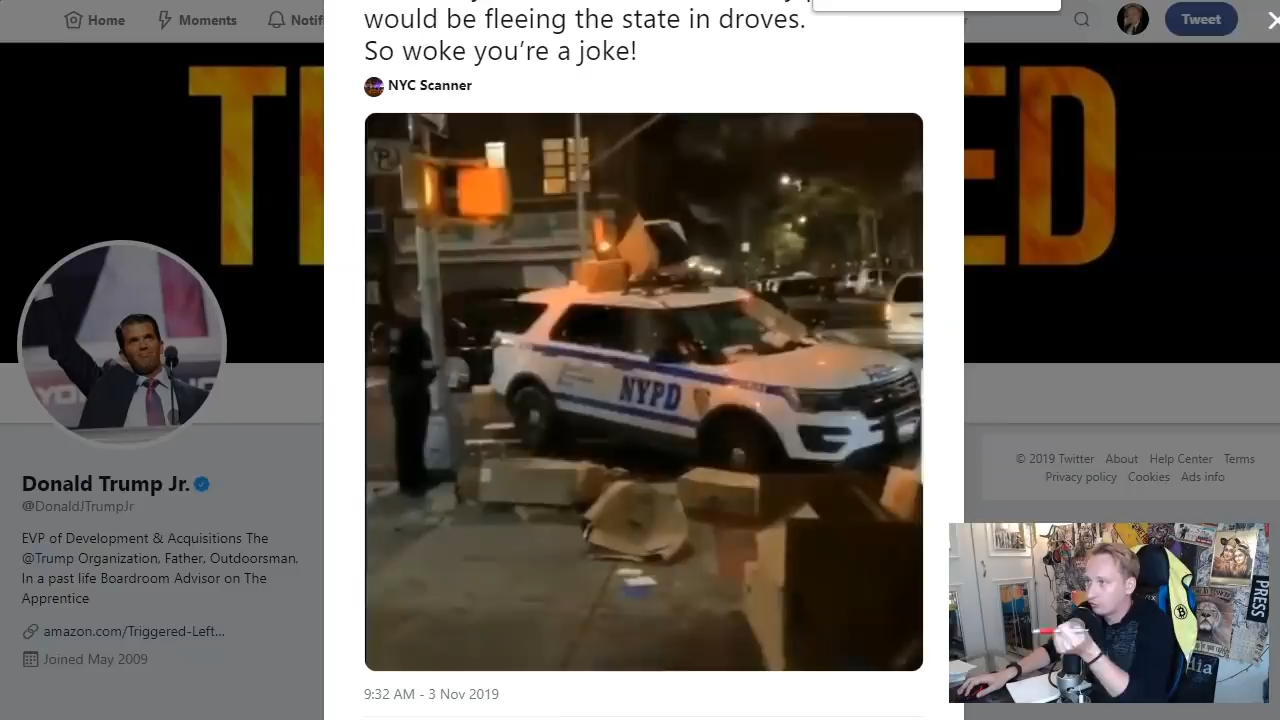 Home
Moments
Notif
Tweet
would be fleeing the state in droves.
So woke you're a joke!
NYC Scanner
NYPD
9:32 AM - 3 Nov 2019
Donald Trump Jr.
@DonaldJTrumpJr
EVP of Development & Acquisitions The
@Trump Organization, Father, Outdoorsman,
In a past life Boardroom Advisor on The
Apprentice
amazon.com/Triggered-Left...
Joined May 2009
© 2019 Twitter About Help Center Terms
Privacy policy Cookies Ads info
PRESS